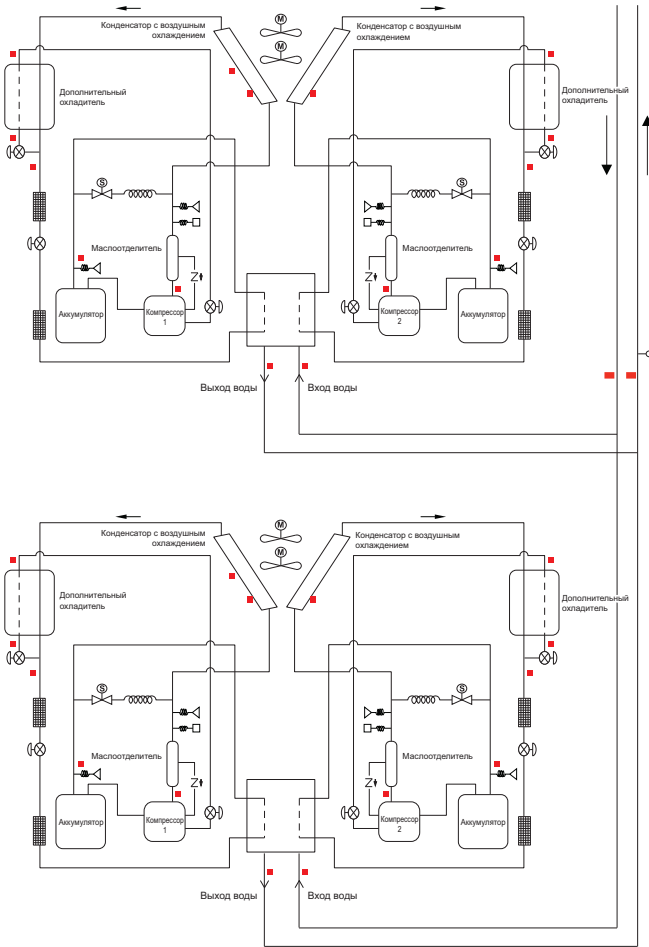 Конденсатор с воздушным
охлаждением
M
M
Конденсатор с воздушным
охлаждением
Дополнительный
охладитель
Дополнительный
охладитель
S
S
Маслоотделитель
Маслоотделитель
Z
Z
Аккумулятор
Компрессор
1
Компрессор
2
Аккумулятор
Выход воды
Вход воды
Конденсатор с воздушным
охлаждением
M
M
Конденсатор с воздушным
охлаждением
Дополнительный
охладитель
Дополнительный
охладитель
S
S
Маслоотделитель
Маслоотделитель
Z
Z
Аккумулятор
Компрессор
1
Компрессор
2
Аккумулятор
Выход воды
Вход воды